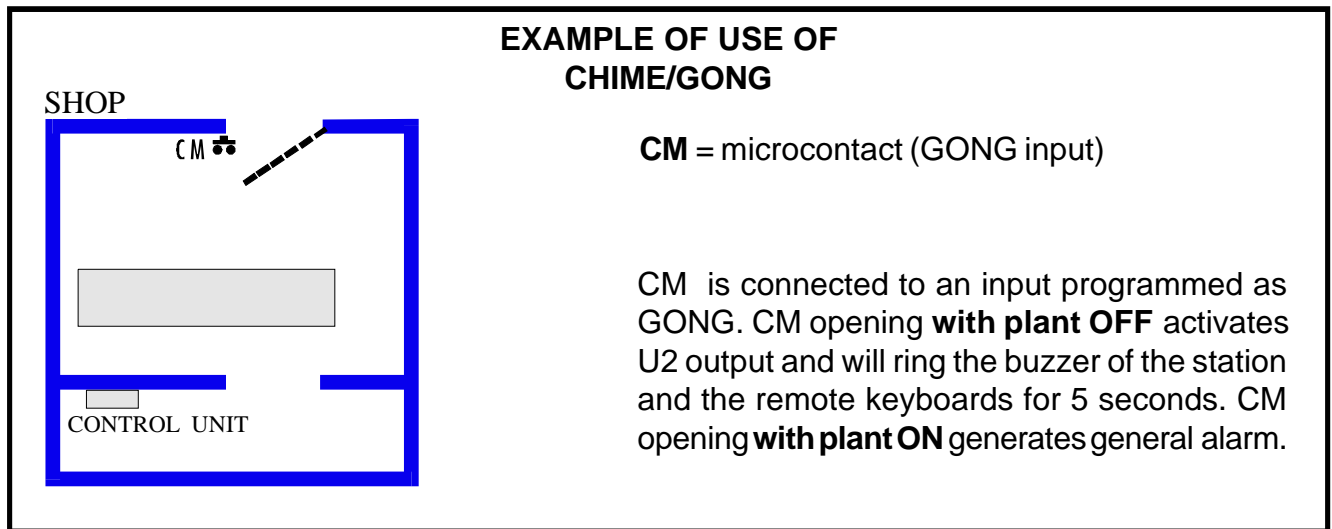 EXAMPLE OF USE OF
CHIME/GONG
SHOP
CM
CM = microcontact (GONG input)
CM is connected to an input programmed as
GONG. CM opening with plant OFF activates
U2 output and will ring the buzzer of the station
and the remote keyboards for 5 seconds. CM
opening with plant ON generates general alarm.
CONTROL UNIT